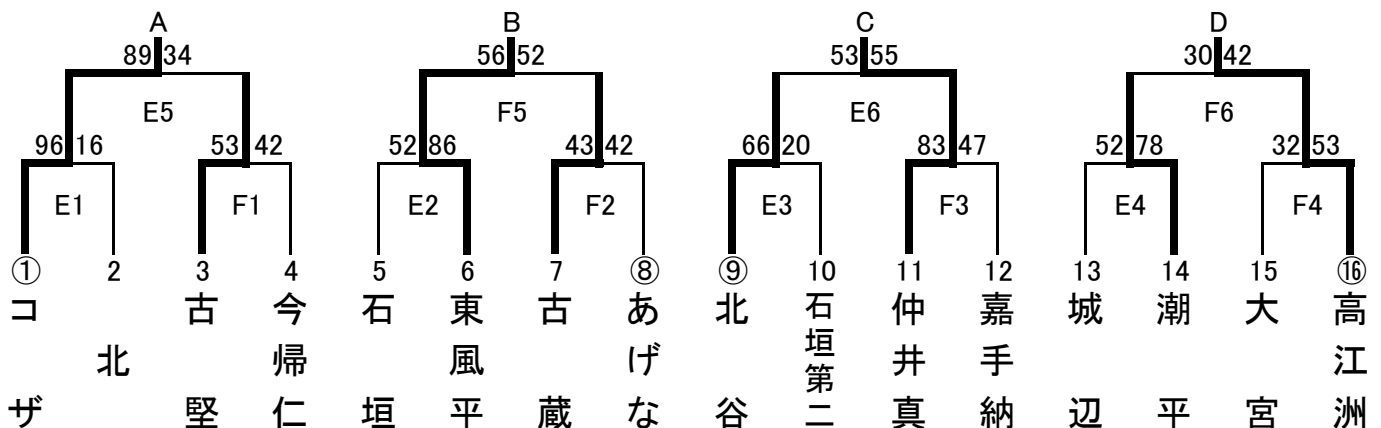 A B C D
89 34 56 52 53 55 30 42
E5 F5 E6 F6
96 16 53 42 52 86 43 42 66 20 83 47 52 78 32 53
E1 F1 E2 F2 E3 F3 E4 F4
① 2 3 4 5 6 7 ⑧ ⑨ 10 11 12 13 14 15 ⑯
コザ
北
古堅
今帰仁
石垣
東風平
古蔵
あげな
北谷
石垣第二
仲井真
嘉手納
城辺
潮平
大宮
高江洲